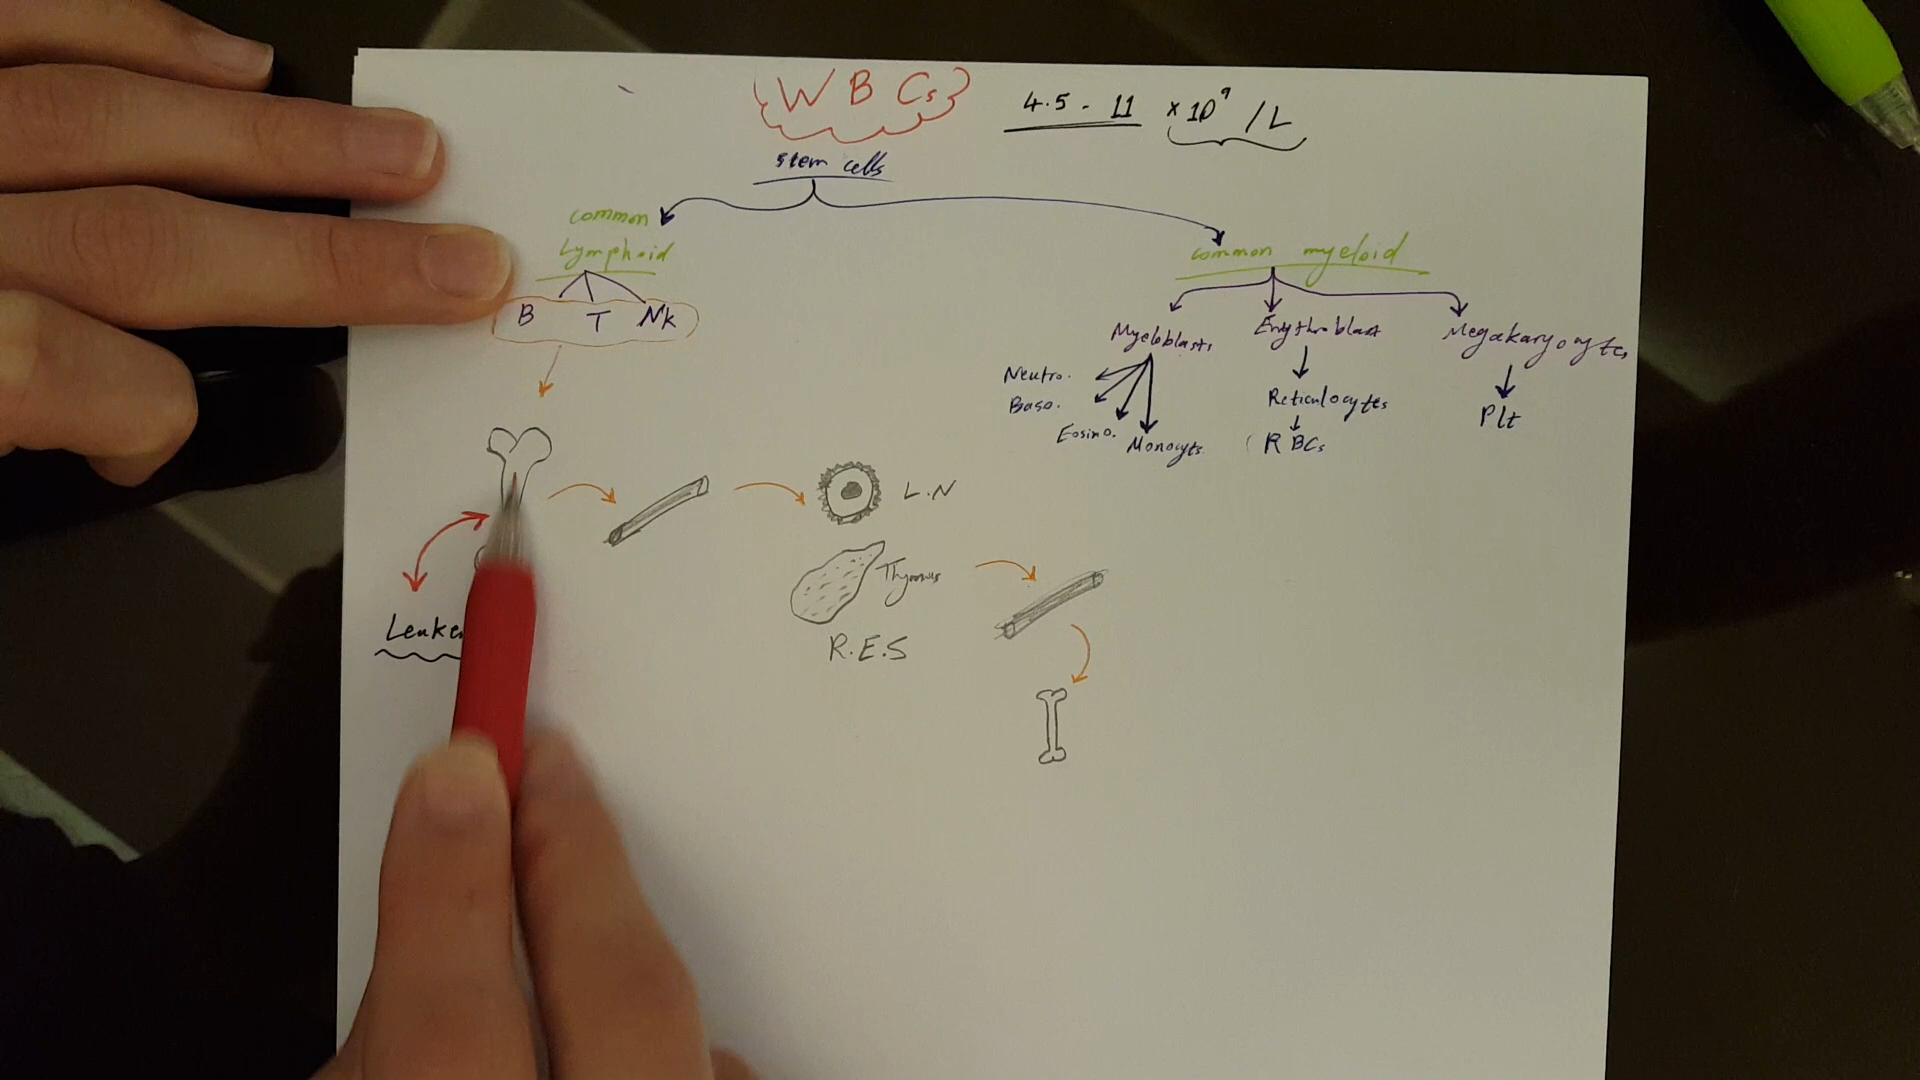 WBCs 4.5 - 11 x10⁹ /L
stem cells
common
Lymphoid
common myeloid
B T Nk
Myeloblasts
Erythroblast
Megakaryocytes
Neutro.
Baso.
Eosino.
Monocyts
Reticulocytes
RBCs
Plt
L.N
Thymus
R.E.S